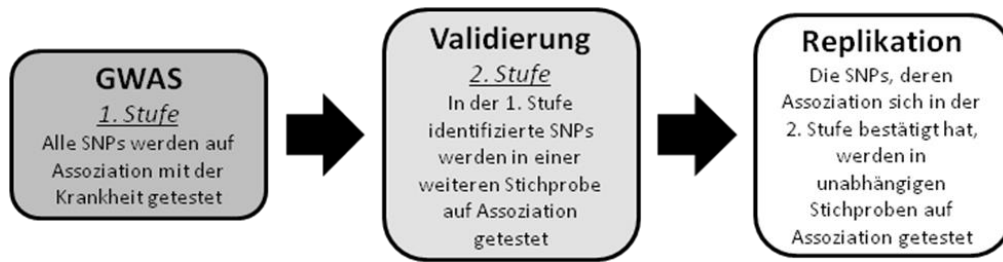 GWAS
1. Stufe
Alle SNPs werden auf
Assoziation mit der
Krankheit getestet
Validierung
2. Stufe
In der 1. Stufe
identifizierte SNPs
werden in einer
weiteren Stichprobe
auf Assoziation
getestet
Replikation
Die SNPs, deren
Assoziation sich in der
2. Stufe bestätigt hat,
werden in
unabhängigen
Stichproben auf
Assoziation getestet